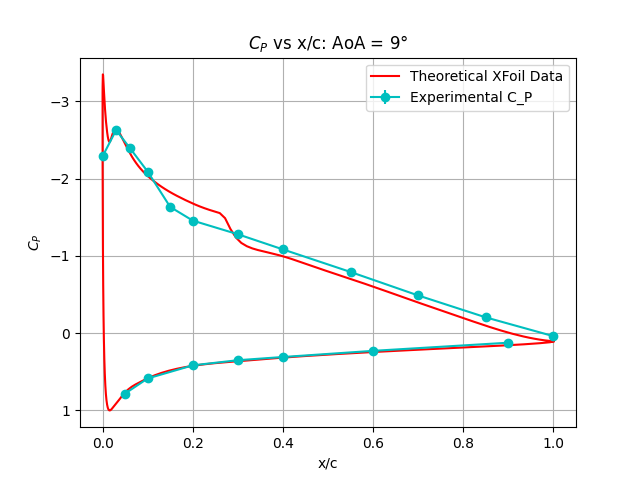 C_P vs x/c: AoA = 9°
Theoretical XFoil Data
Experimental C_P
C_P
−3
−2
−1
0
1
0.0 0.2 0.4 0.6 0.8 1.0
x/c